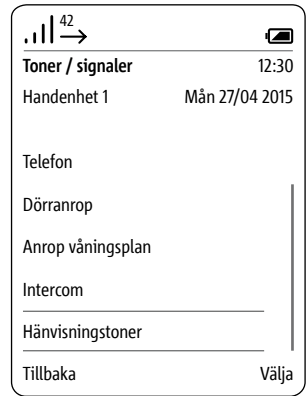 42
Toner / signaler 12:30
Handenhet 1 Mån 27/04 2015
Telefon
Dörranrop
Anrop våningsplan
Intercom
Hänvisningstoner
Tillbaka Välja